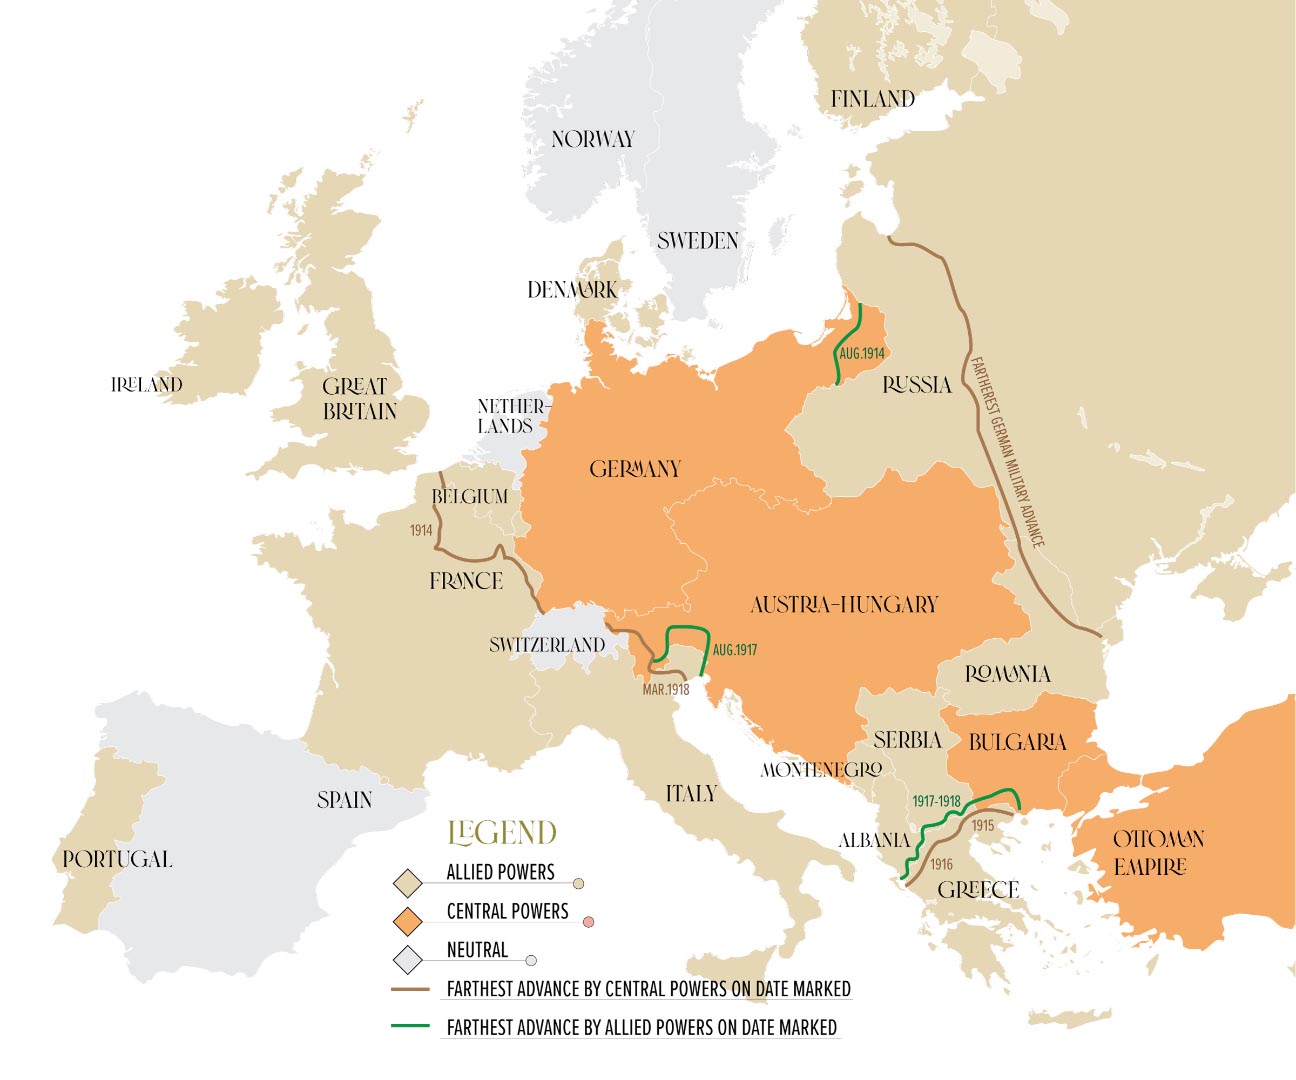 FINLAND
NORWAY
SWEDEN
DENMARK
IRELAND
GREAT
BRITAIN
NETHER-
LANDS
AUG.1914
RUSSIA
FARTHEREST GERMAN MILITARY ADVANCE
GERMANY
BELGIUM
1914
FRANCE
AUSTRIA-HUNGARY
SWITZERLAND
AUG.1917
MAR.1918
ROMANIA
SERBIA
BULGARIA
MONTENEGRO
ITALY
SPAIN
PORTUGAL
1917-1918
1915
ALBANIA
1916
GREECE
OTTOMAN
EMPIRE
LEGEND
ALLIED POWERS
CENTRAL POWERS
NEUTRAL
FARTHEST ADVANCE BY CENTRAL POWERS ON DATE MARKED
FARTHEST ADVANCE BY ALLIED POWERS ON DATE MARKED